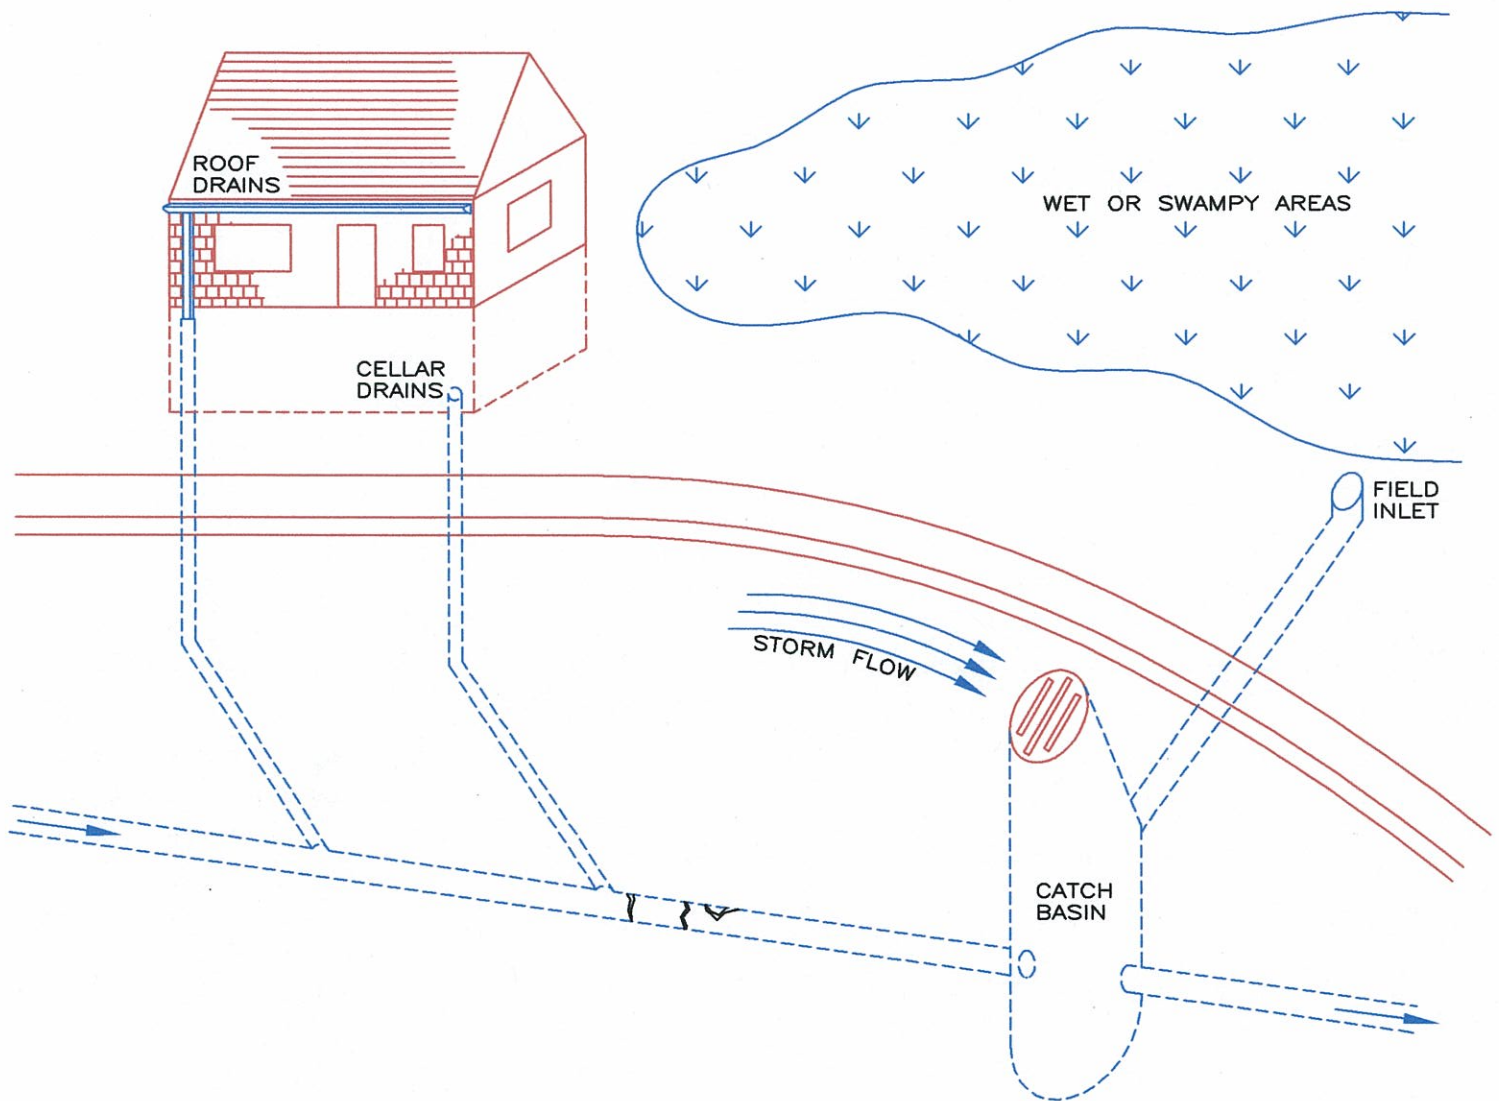 ROOF
DRAINS
WET OR SWAMPY AREAS
CELLAR
DRAINS
FIELD
INLET
STORM FLOW
CATCH
BASIN